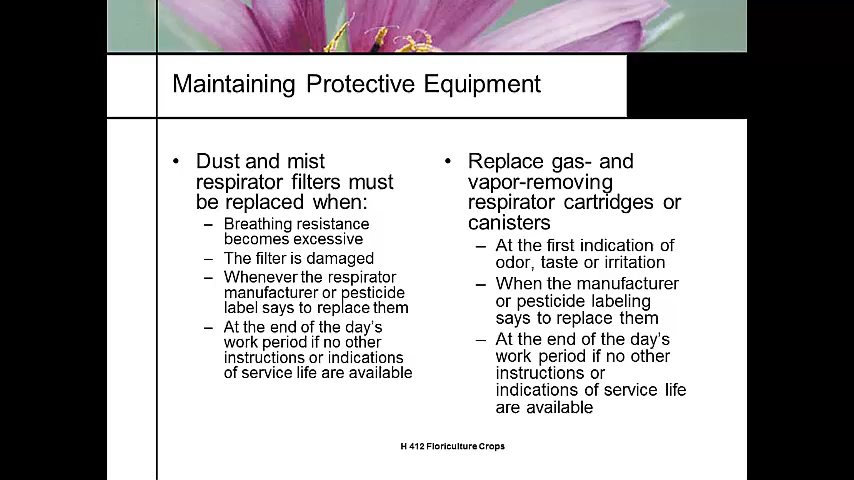 Maintaining Protective Equipment
• Dust and mist
respirator filters must
be replaced when:
– Breathing resistance
becomes excessive
– The filter is damaged
– Whenever the respirator
manufacturer or pesticide
label says to replace them
– At the end of the day's
work period if no other
instructions or indications
of service life are available
• Replace gas- and
vapor-removing
respirator cartridges or
canisters
– At the first indication of
odor, taste or irritation
– When the manufacturer
or pesticide labeling
says to replace them
– At the end of the day's
work period if no other
instructions or
indications of service life
are available
H 412 Floriculture Crops